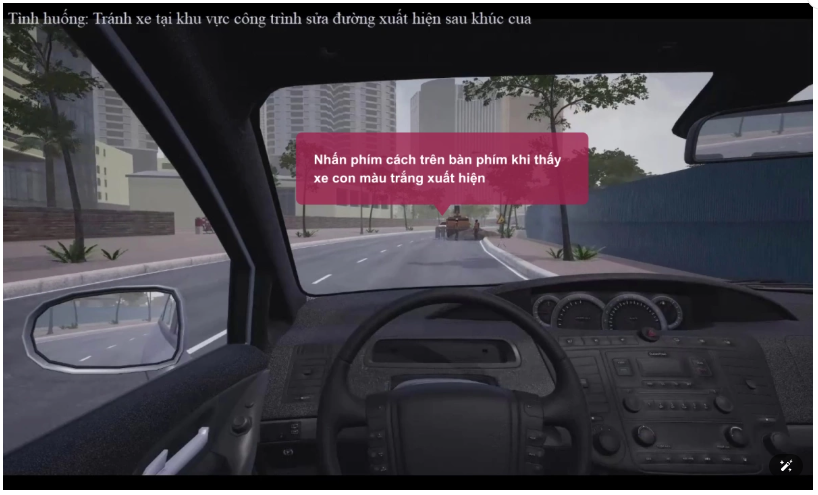 Tình huống: Tránh xe tại khu vực công trình sửa đường xuất hiện sau khúc cua
Nhấn phím cách trên bàn phím khi thấy
xe con màu trắng xuất hiện